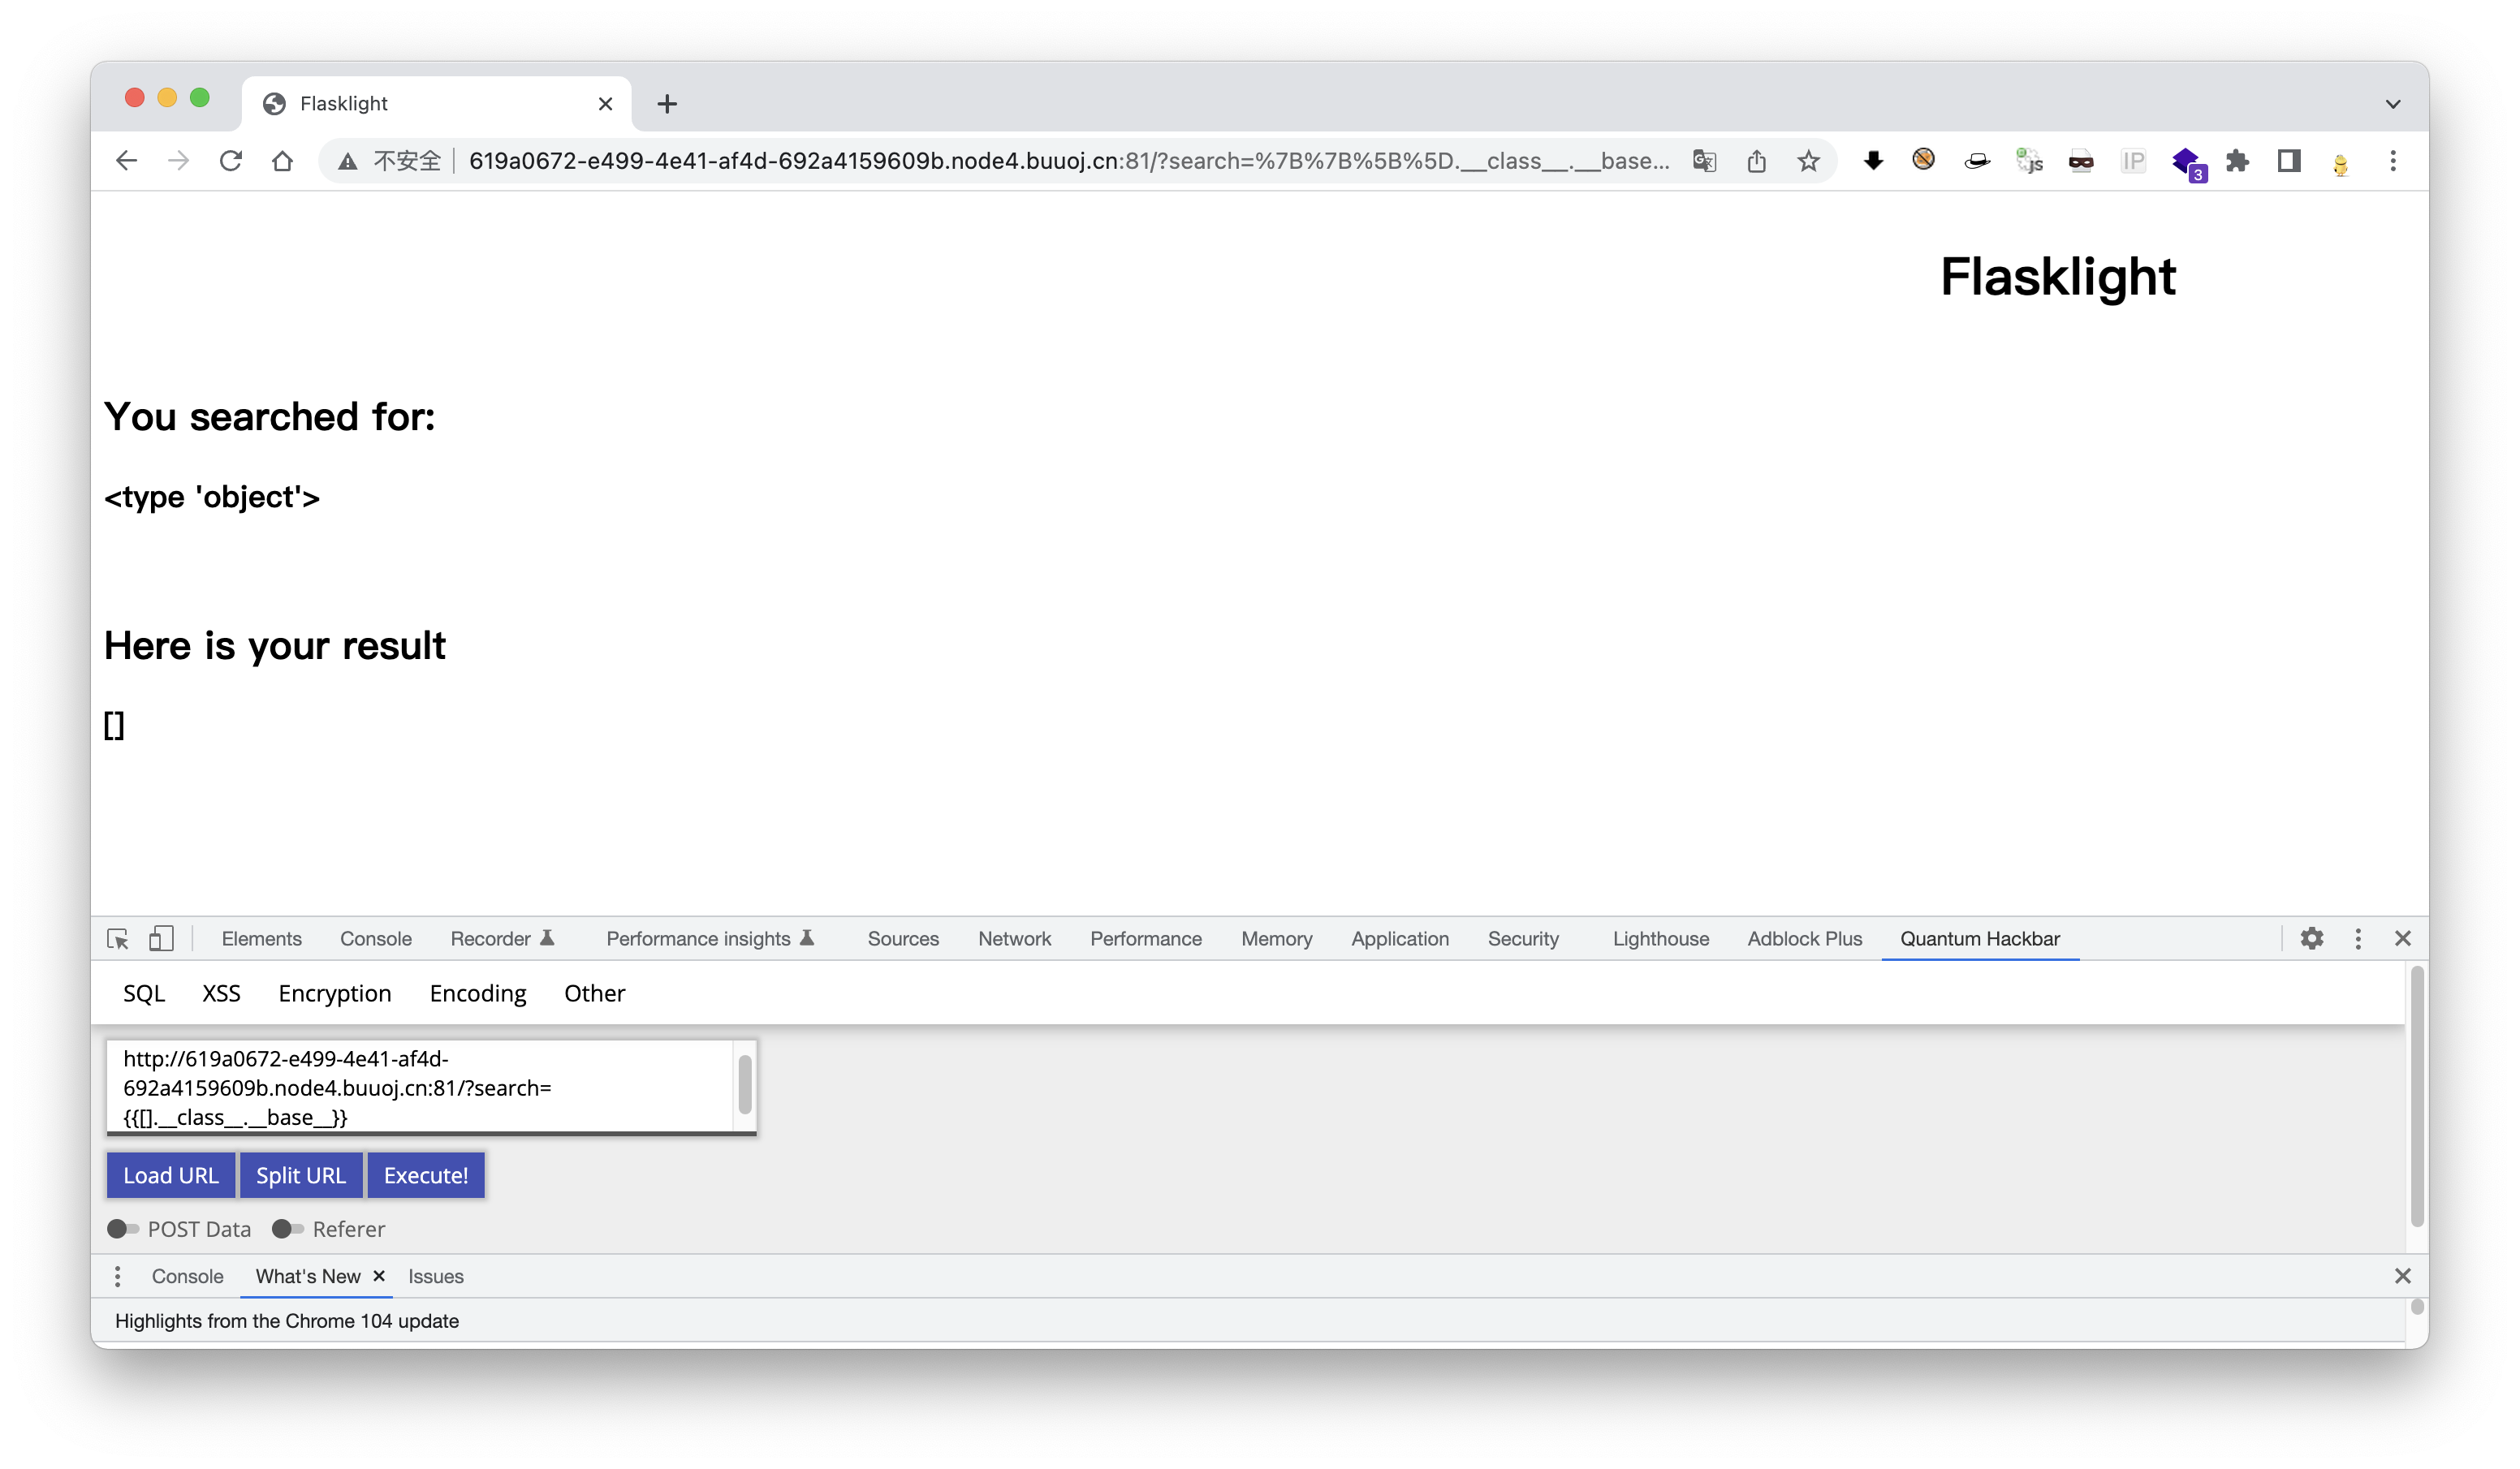 Flasklight
不安全 619a0672-e499-4e41-af4d-692a4159609b.node4.buuoj.cn:81/?search=%7B%7B%5B%5D.__class__.__base... IP 3
Flasklight
You searched for:
<type 'object'>
Here is your result
[]
Elements Console Recorder Performance insights Sources Network Performance Memory Application Security Lighthouse Adblock Plus Quantum Hackbar
SQL XSS Encryption Encoding Other
http://619a0672-e499-4e41-af4d-
692a4159609b.node4.buuoj.cn:81/?search=
{{[].__class__.__base__}}
Load URL Split URL Execute!
POST Data Referer
Console What's New Issues
Highlights from the Chrome 104 update